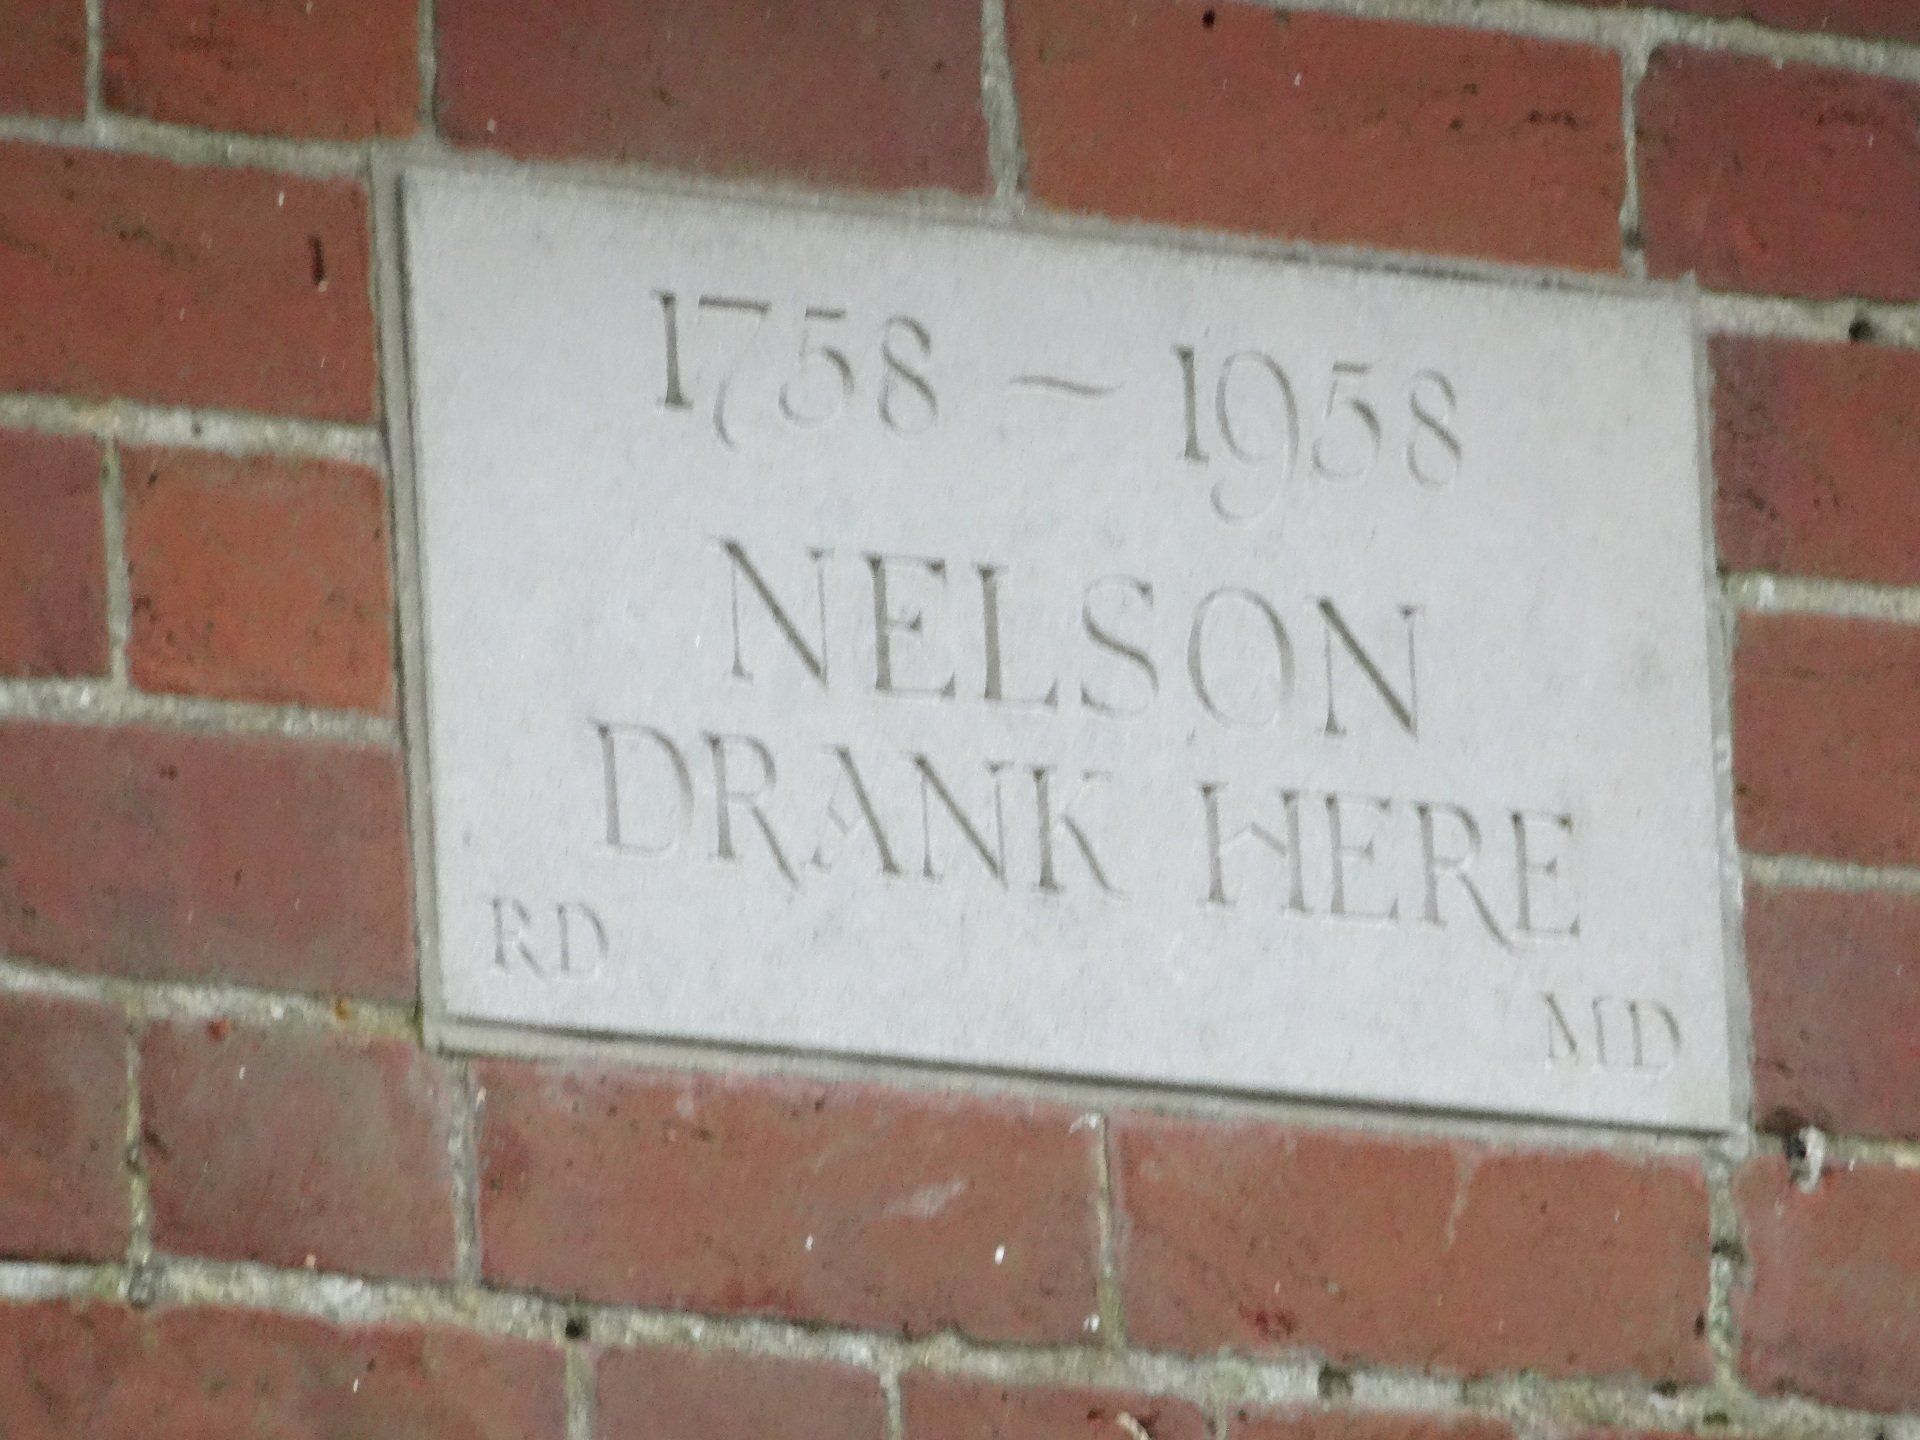 1758 ~ 1958
NELSON
DRANK HERE
RD
MD